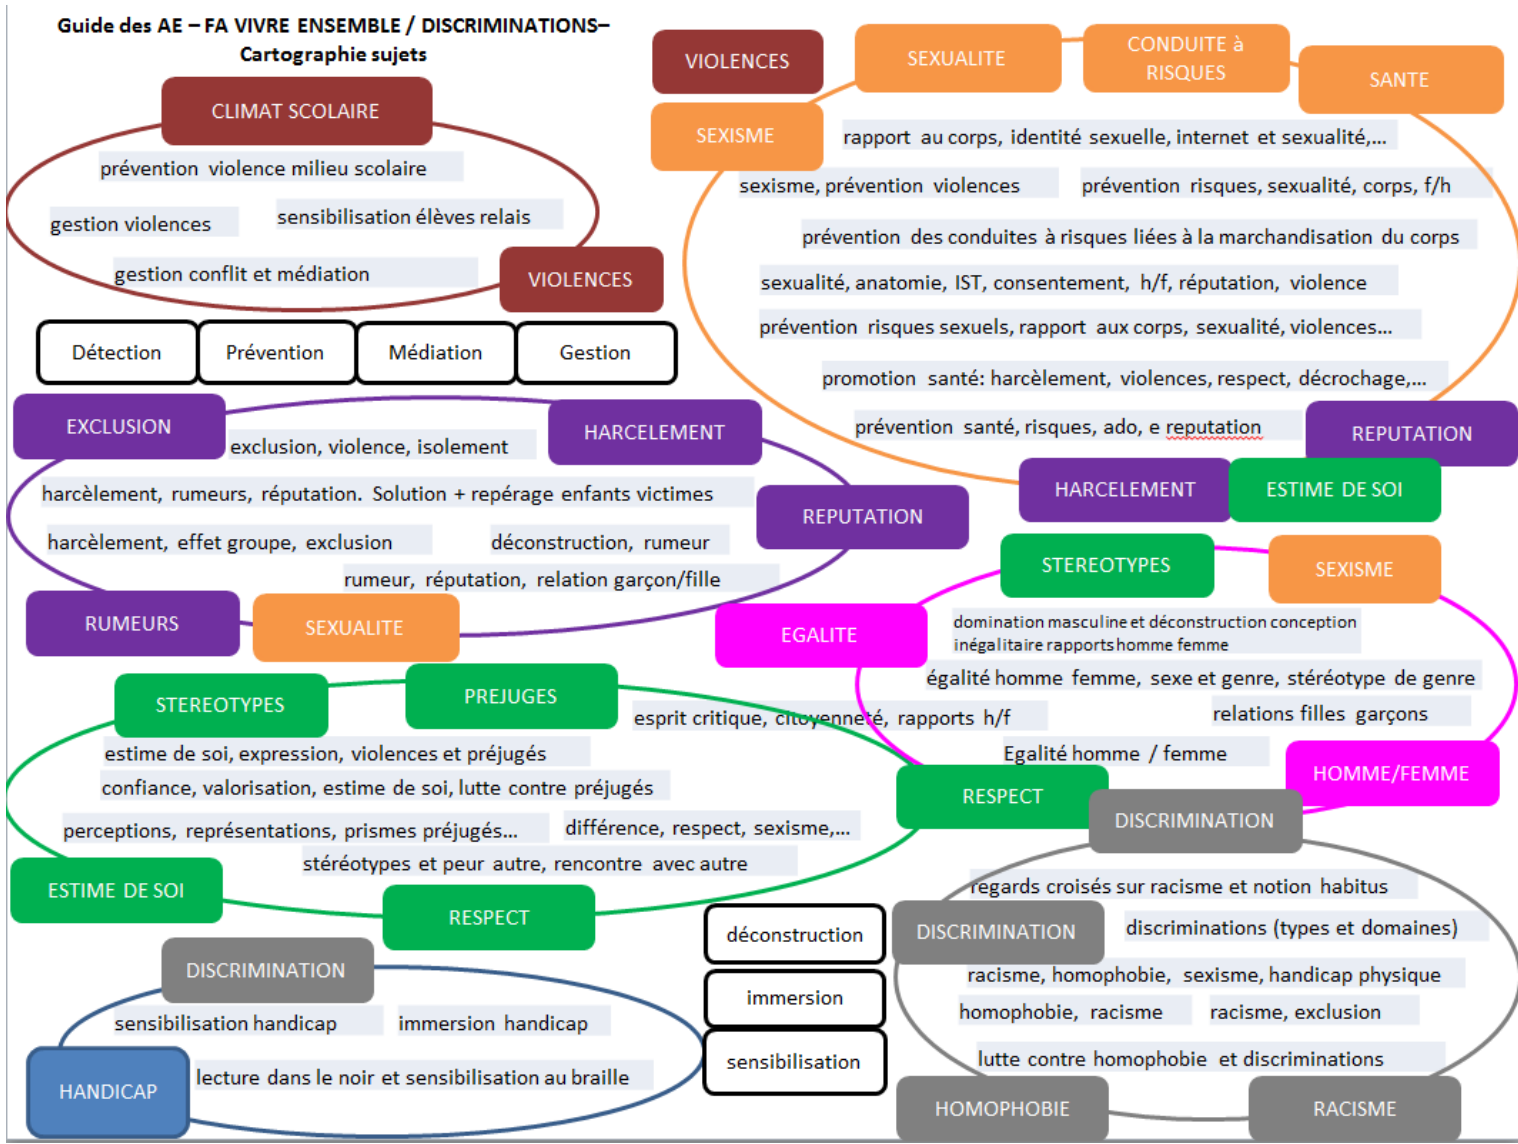 Guide des AE – FA VIVRE ENSEMBLE / DISCRIMINATIONS–
Cartographie sujets
CLIMAT SCOLAIRE
prévention violence milieu scolaire
gestion violences
sensibilisation élèves relais
gestion conflit et médiation
VIOLENCES
Détection
Prévention
Médiation
Gestion
VIOLENCES
SEXUALITE
CONDUITE à
RISQUES
SANTE
SEXISME
rapport au corps, identité sexuelle, internet et sexualité,...
sexisme, prévention violences
prévention risques, sexualité, corps, f/h
prévention des conduites à risques liées à la marchandisation du corps
sexualité, anatomie, IST, consentement, h/f, réputation, violence
prévention risques sexuels, rapport aux corps, sexualité, violences...
promotion santé: harcèlement, violences, respect, décrochage,...
prévention santé, risques, ado, e reputation
REPUTATION
HARCELEMENT
ESTIME DE SOI
EXCLUSION
HARCELEMENT
exclusion, violence, isolement
harcèlement, rumeurs, réputation. Solution + repérage enfants victimes
REPUTATION
harcèlement, effet groupe, exclusion
déconstruction, rumeur
rumeur, réputation, relation garçon/fille
RUMEURS
SEXUALITE
STEREOTYPES
SEXISME
EGALITE
domination masculine et déconstruction conception
inégalitaire rapports homme femme
égalité homme femme, sexe et genre, stéréotype de genre
esprit critique, citoyenneté, rapports h/f
relations filles garçons
Egalité homme / femme
HOMME/FEMME
STEREOTYPES
PREJUGES
estime de soi, expression, violences et préjugés
confiance, valorisation, estime de soi, lutte contre préjugés
RESPECT
perceptions, représentations, prismes préjugés...
différence, respect, sexisme,...
stéréotypes et peur autre, rencontre avec autre
ESTIME DE SOI
RESPECT
DISCRIMINATION
regards croisés sur racisme et notion habitus
DISCRIMINATION
discriminations (types et domaines)
racisme, homophobie, sexisme, handicap physique
homophobie, racisme
racisme, exclusion
lutte contre homophobie et discriminations
HOMOPHOBIE
RACISME
déconstruction
immersion
sensibilisation
DISCRIMINATION
sensibilisation handicap
immersion handicap
lecture dans le noir et sensibilisation au braille
HANDICAP